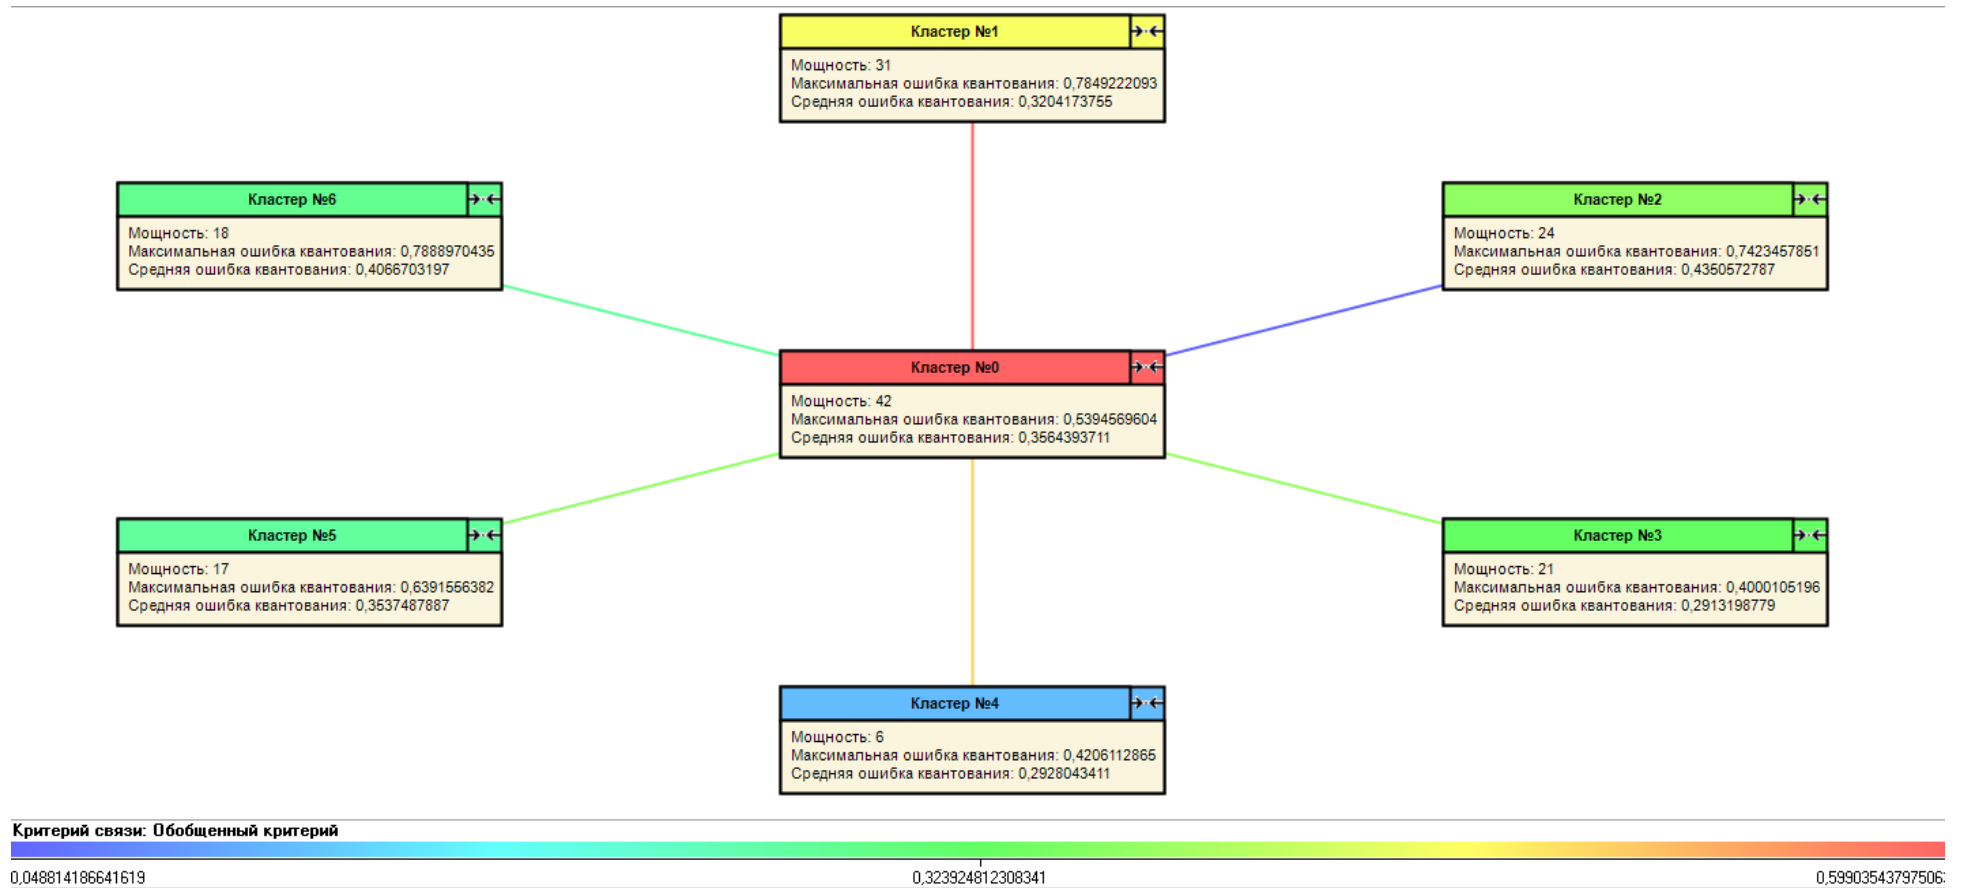 Кластер №1
Мощность: 31
Максимальная ошибка квантования: 0,7849222093
Средняя ошибка квантования: 0,3204173755
Кластер №6
Мощность: 18
Максимальная ошибка квантования: 0,7888970435
Средняя ошибка квантования: 0,4066703197
Кластер №2
Мощность: 24
Максимальная ошибка квантования: 0,7423457851
Средняя ошибка квантования: 0,4350572787
Кластер №0
Мощность: 42
Максимальная ошибка квантования: 0,5394569604
Средняя ошибка квантования: 0,3564393711
Кластер №5
Мощность: 17
Максимальная ошибка квантования: 0,6391556382
Средняя ошибка квантования: 0,3537487887
Кластер №3
Мощность: 21
Максимальная ошибка квантования: 0,4000105196
Средняя ошибка квантования: 0,2913198779
Кластер №4
Мощность: 6
Максимальная ошибка квантования: 0,4206112865
Средняя ошибка квантования: 0,2928043411
Критерий связи: Обобщенный критерий
0,048814186641619
0,323924812308341
0,59903543797506